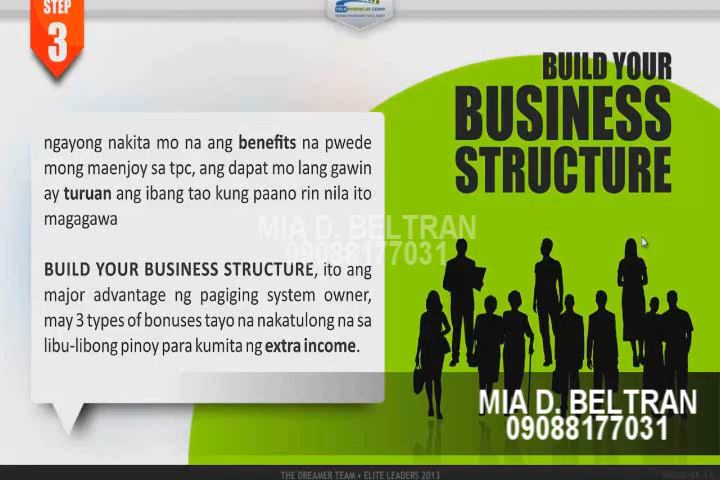 STEP
3
BUILD YOUR
BUSINESS
STRUCTURE
ngayong nakita mo na ang benefits na pwede
mong maenjoy sa tpc, ang dapat mo lang gawin
ay turuan ang ibang tao kung paano rin nila ito
magagawa
MIA D. BELTRAN
09088177031
BUILD YOUR BUSINESS STRUCTURE, ito ang
major advantage ng pagiging system owner,
may 3 types of bonuses tayo na nakatulong na sa
libu-libong pinoy para kumita ng extra income.
MIA D. BELTRAN
09088177031
THE DREAMER TEAM • ELITE LEADERS 2013